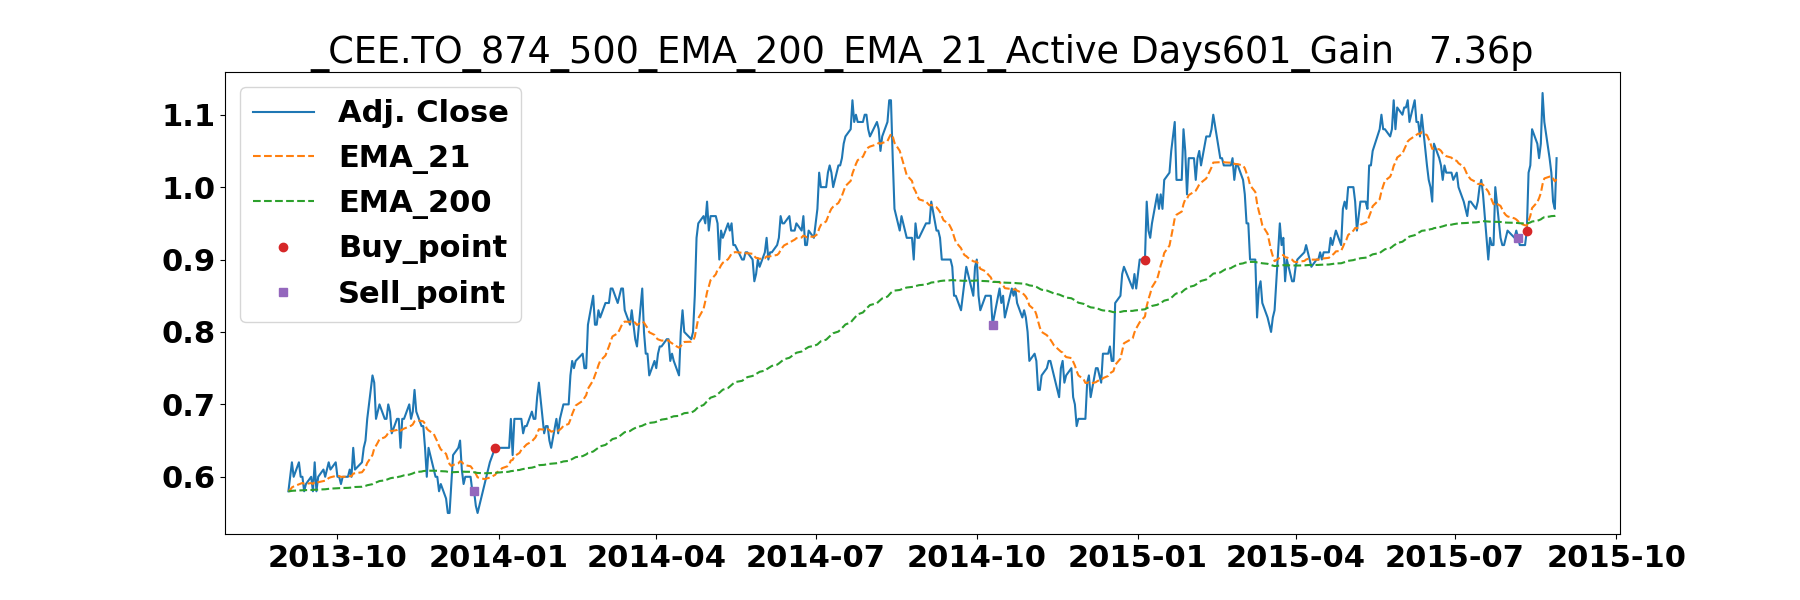 _CEE.TO_874_500_EMA_200_EMA_21_Active Days601_Gain   7.36p
Adj. Close
EMA_21
EMA_200
Buy_point
Sell_point
1.1
1.0
0.9
0.8
0.7
0.6
2013-10 2014-01 2014-04 2014-07 2014-10 2015-01 2015-04 2015-07 2015-10